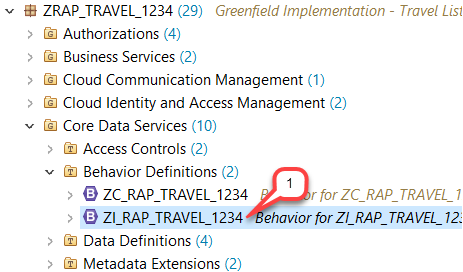 ZRAP_TRAVEL_1234 (29) Greenfield Implementation - Travel List
G Authorizations (4)
G Business Services (2)
G Cloud Communication Management (1)
G Cloud Identity and Access Management (2)
G Core Data Services (10)
T Access Controls (2)
T Behavior Definitions (2)
1
B ZC_RAP_TRAVEL_1234 Behavior for ZC_RAP_TRAVEL_1
B ZI_RAP_TRAVEL_1234 Behavior for ZI_RAP_TRAVEL_123
T Data Definitions (4)
T Metadata Extensions (2)